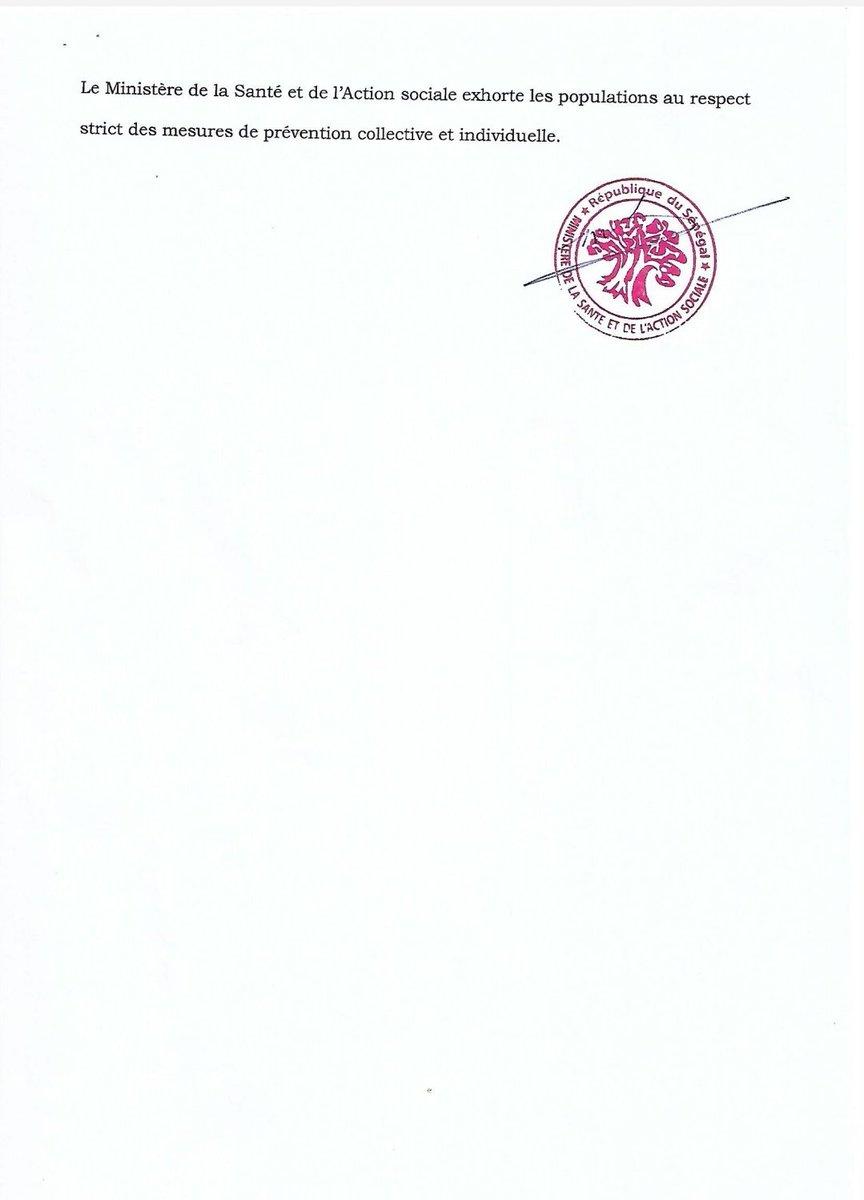 Le Ministère de la Santé et de l'Action sociale exhorte les populations au respect
strict des mesures de prévention collective et individuelle.
★ République du Sénégal ★
MINISTÈRE DE LA SANTE ET DE L'ACTION SOCIALE